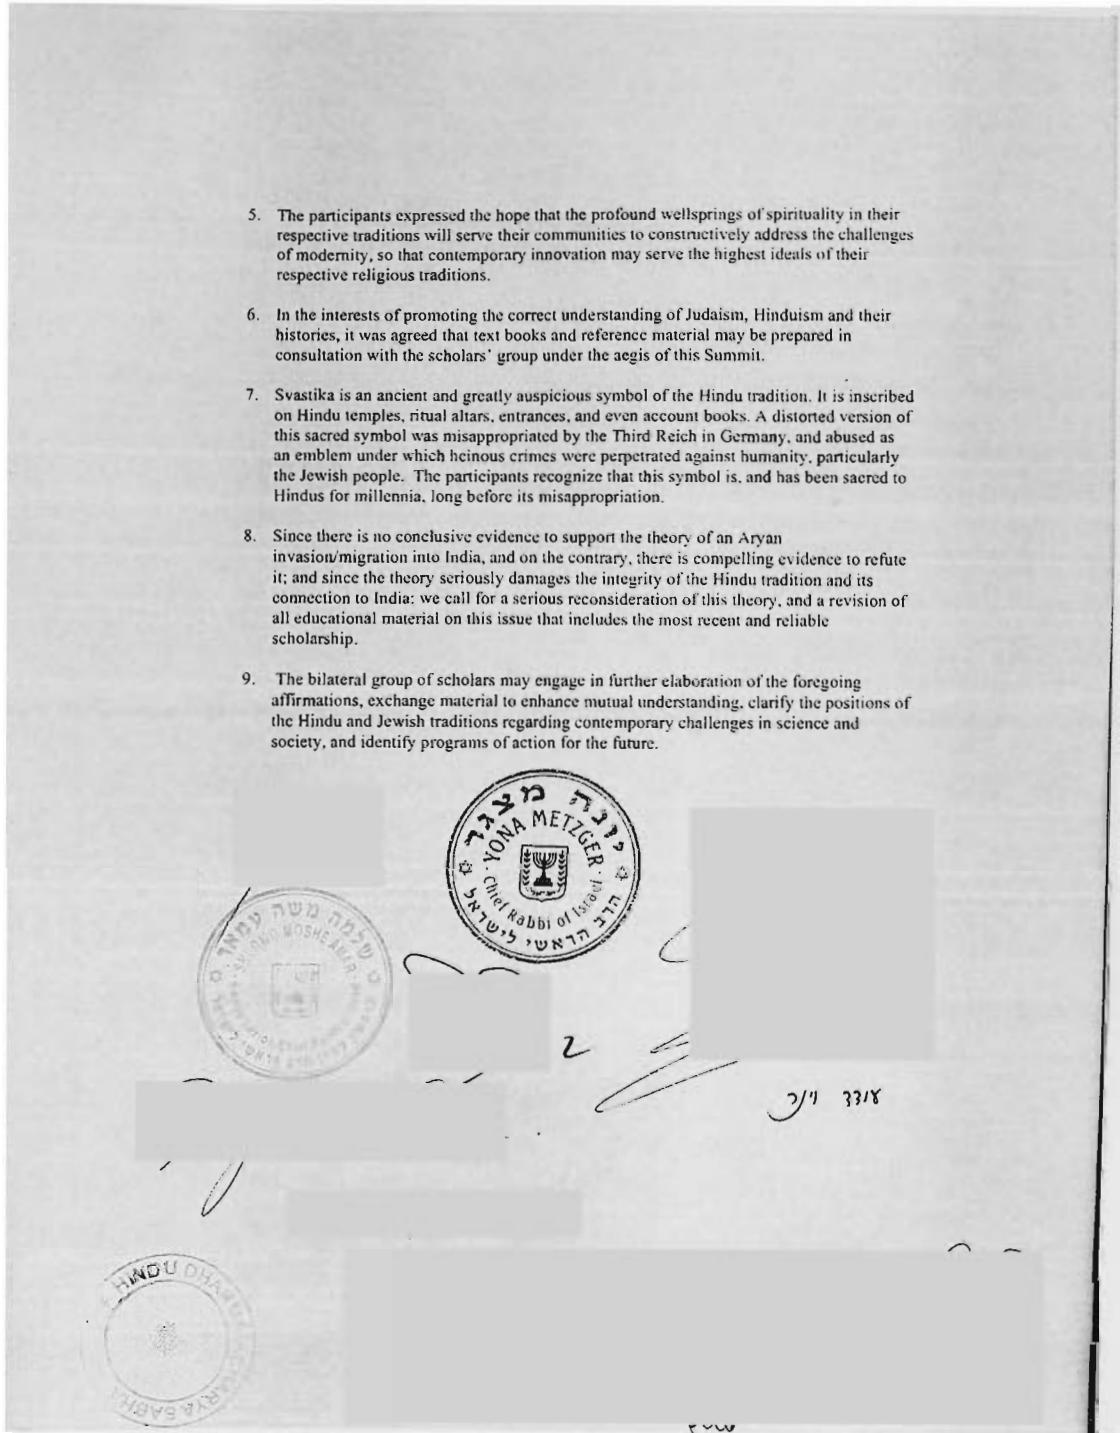 5. The participants expressed the hope that the profound wellsprings of spirituality in their
respective traditions will serve their communities to constructively address the challenges
of modernity, so that contemporary innovation may serve the highest ideals of their
respective religious traditions.
6. In the interests of promoting the correct understanding of Judaism, Hinduism and their
histories, it was agreed that text books and reference material may be prepared in
consultation with the scholars' group under the aegis of this Summit.
7. Svastika is an ancient and greatly auspicious symbol of the Hindu tradition. It is inscribed
on Hindu temples, ritual altars, entrances, and even account books. A distorted version of
this sacred symbol was misappropriated by the Third Reich in Germany, and abused as
an emblem under which heinous crimes were perpetrated against humanity, particularly
the Jewish people. The participants recognize that this symbol is, and has been sacred to
Hindus for millennia, long before its misappropriation.
8. Since there is no conclusive evidence to support the theory of an Aryan
invasion/migration into India, and on the contrary, there is compelling evidence to refute
it; and since the theory seriously damages the integrity of the Hindu tradition and its
connection to India; we call for a serious reconsideration of this theory, and a revision of
all educational material on this issue that includes the most recent and reliable
scholarship.
9. The bilateral group of scholars may engage in further elaboration of the foregoing
affirmations, exchange material to enhance mutual understanding, clarify the positions of
the Hindu and Jewish traditions regarding contemporary challenges in science and
society, and identify programs of action for the future.
יונה מצגר
YONA METZGER
Chief Rabbi of Israel
הרב הראשי לישראל
שלמה משה עמאר
SHLOMO MOSHE AMAR
2
עודד וינר
HINDU DHARMA ACHARYA SABHA